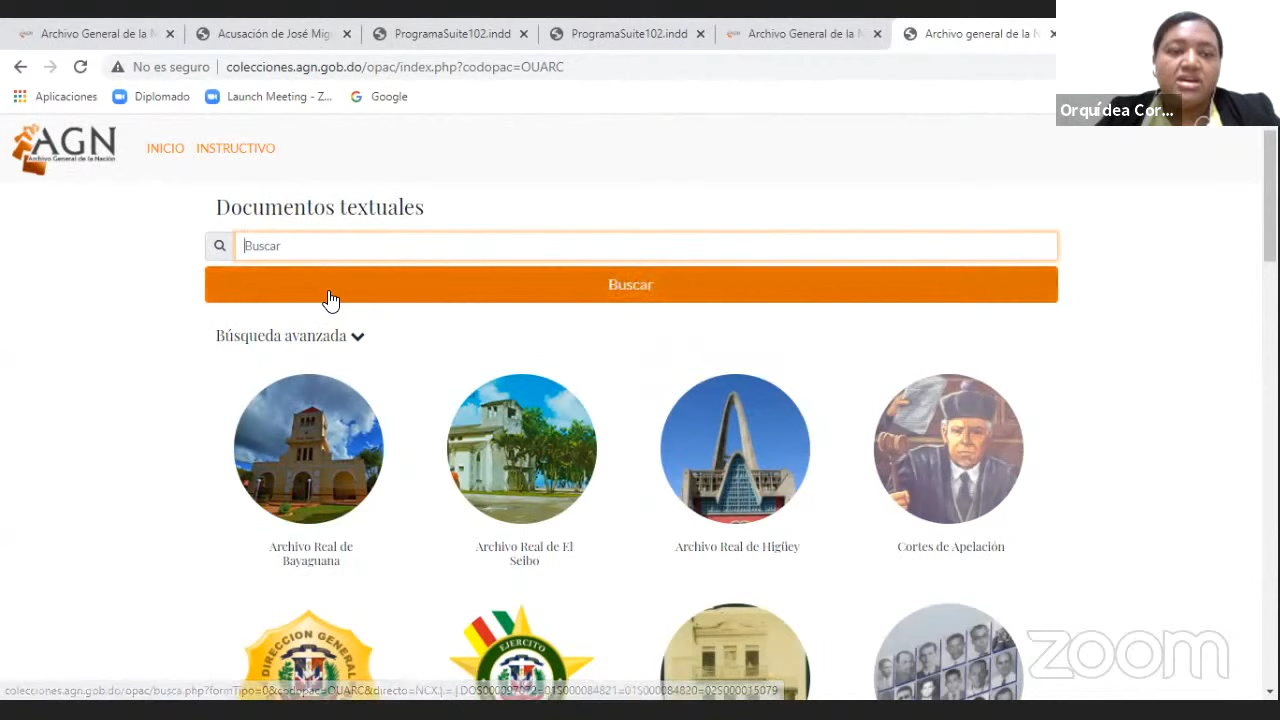 Archivo General de la N
Acusación de José Mig
ProgramaSuite102.indd
ProgramaSuite102.indd
Archivo General de la N
Archivo general de la N
No es seguro
colecciones.agn.gob.do/opac/index.php?codopac=OUARC
Aplicaciones
Diplomado
Launch Meeting - Z...
Google
Orquídea Cor...
AGN
Archivo General de la Nación
INICIO
INSTRUCTIVO
Documentos textuales
Buscar
Buscar
Búsqueda avanzada
Archivo Real de
Bayaguana
Archivo Real de El
Seibo
Archivo Real de Higüey
Cortes de Apelación
DIRECCION GENERAL
EJERCITO
zoom